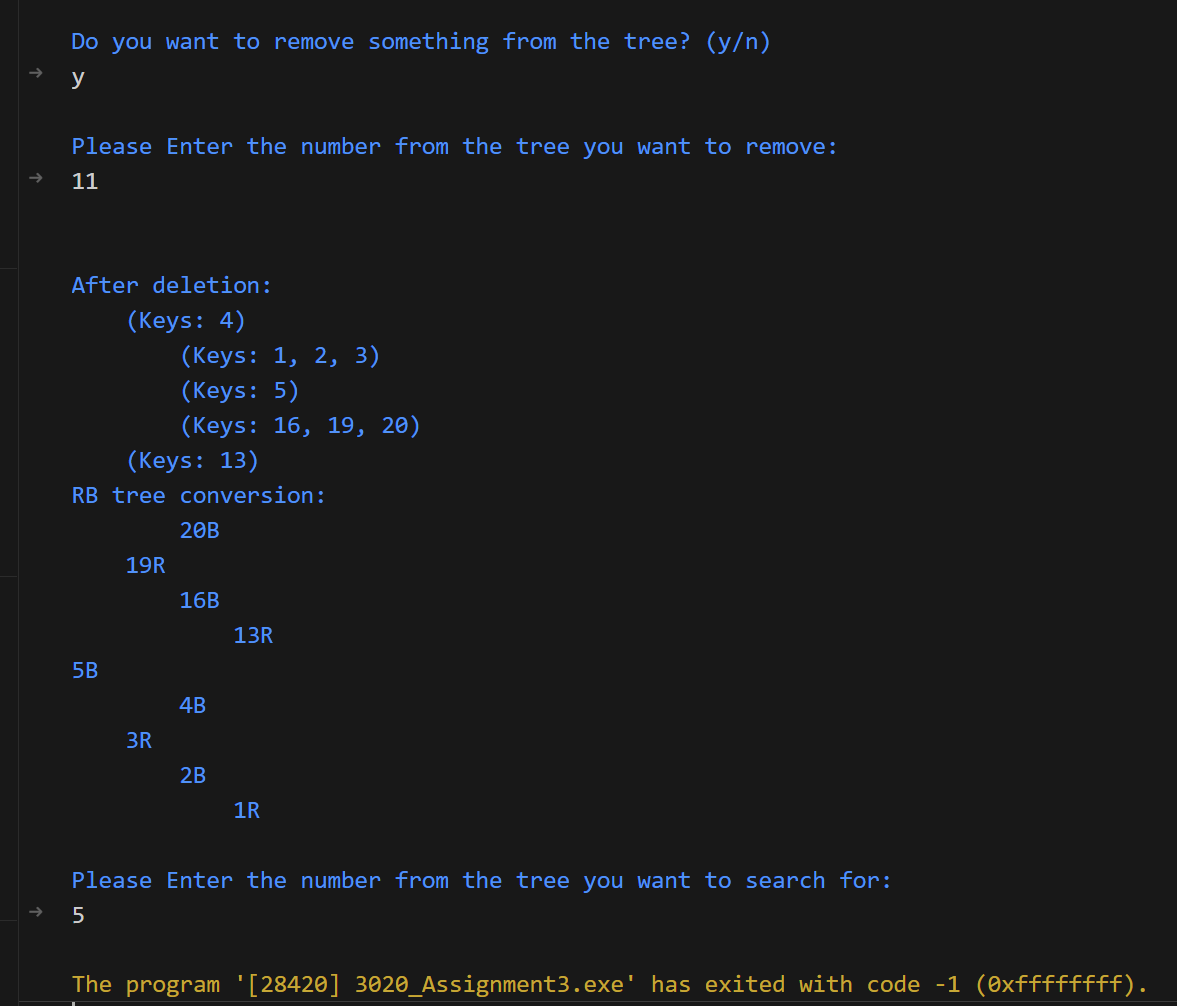 Do you want to remove something from the tree? (y/n)
→ y
Please Enter the number from the tree you want to remove:
→ 11
After deletion:
(Keys: 4)
(Keys: 1, 2, 3)
(Keys: 5)
(Keys: 16, 19, 20)
(Keys: 13)
RB tree conversion:
20B
19R
16B
13R
5B
4B
3R
2B
1R
Please Enter the number from the tree you want to search for:
→ 5
The program '[28420] 3020_Assignment3.exe' has exited with code -1 (0xffffffff).